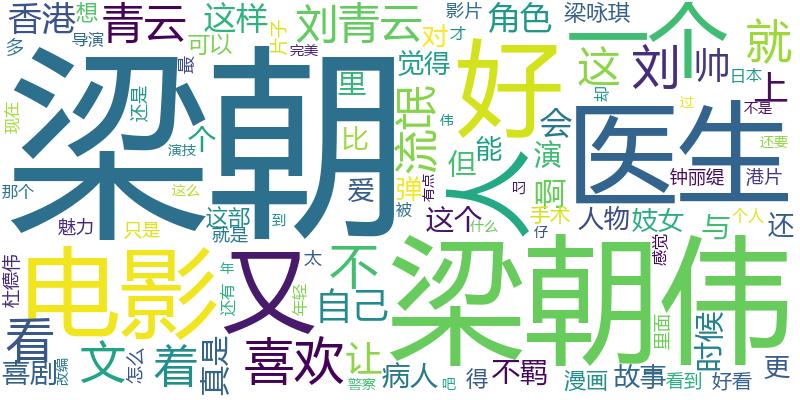 香港 想 青云 这样 刘青云 影片 角色 梁咏琪 一个 就
多 导演 可以 片子 完美 对 才
梁朝 最 里 觉得 好 这 刘 帅 日本 上
现在 还是 个 比 流氓 伟 会 医生 却 过 不是
演技 但 能 演 还要
那个 这么 爱 弹 有点 人 啊 钟丽缇 港片
魅力 只是 这部 到 被 这个 习 手术 人物 妓女 与 个人 还
就是 什么 仔
杜德伟 电影 又 太 不 梁朝伟 感觉
还有 年 年轻 自己 里面
看 文 着 真是 喜欢 让 时候
喜剧 改编 怎么 警察 病人 吧 得 不羁 漫画 故事 看到 好看 更